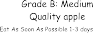 Grade B: Medium
Quality apple
Eat As Soon As Possible 1-3 days